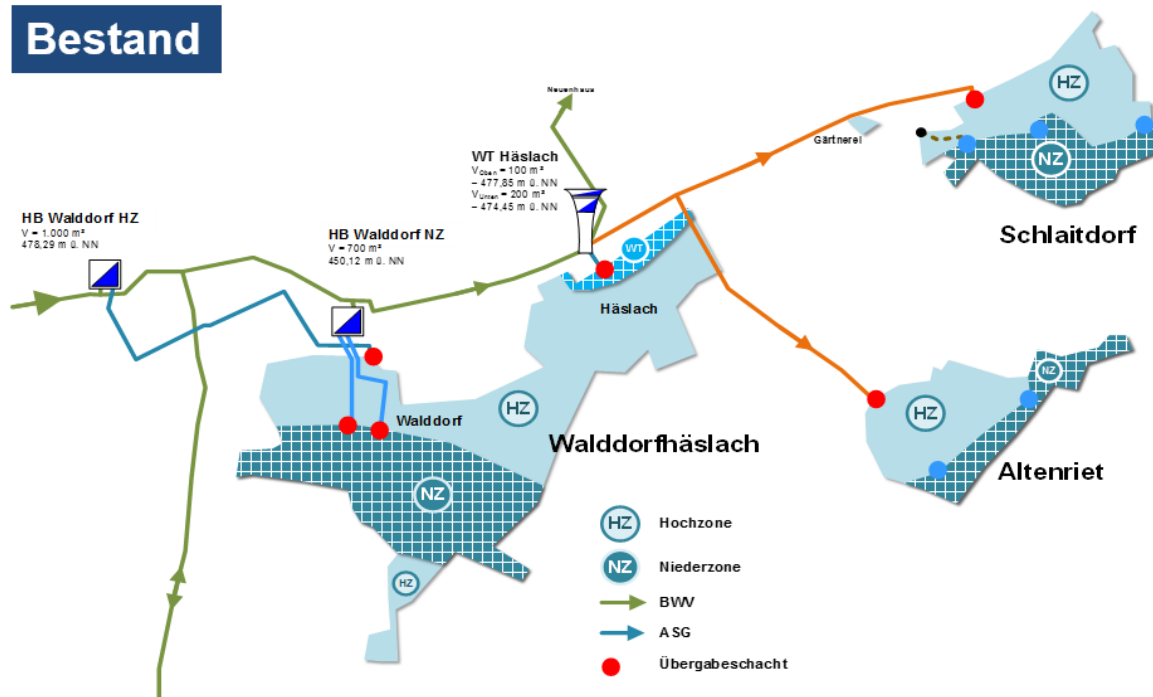 Bestand
Neuenhaus
HZ
Gärtnerei
NZ
Schlaitdorf
WT Häslach
V Oben = 100 m³
– 477,85 m ü. NN
V Unten = 200 m³
– 474,45 m ü. NN
HB Walddorf HZ
V = 1.000 m³
478,29 m ü. NN
HB Walddorf NZ
V = 700 m³
450,12 m ü. NN
WT
Häslach
NZ
HZ
Altenriet
HZ
Walddorf
Walddorfhäslach
NZ
HZ
HZ Hochzone
NZ Niederzone
BWV
ASG
Übergabeschacht